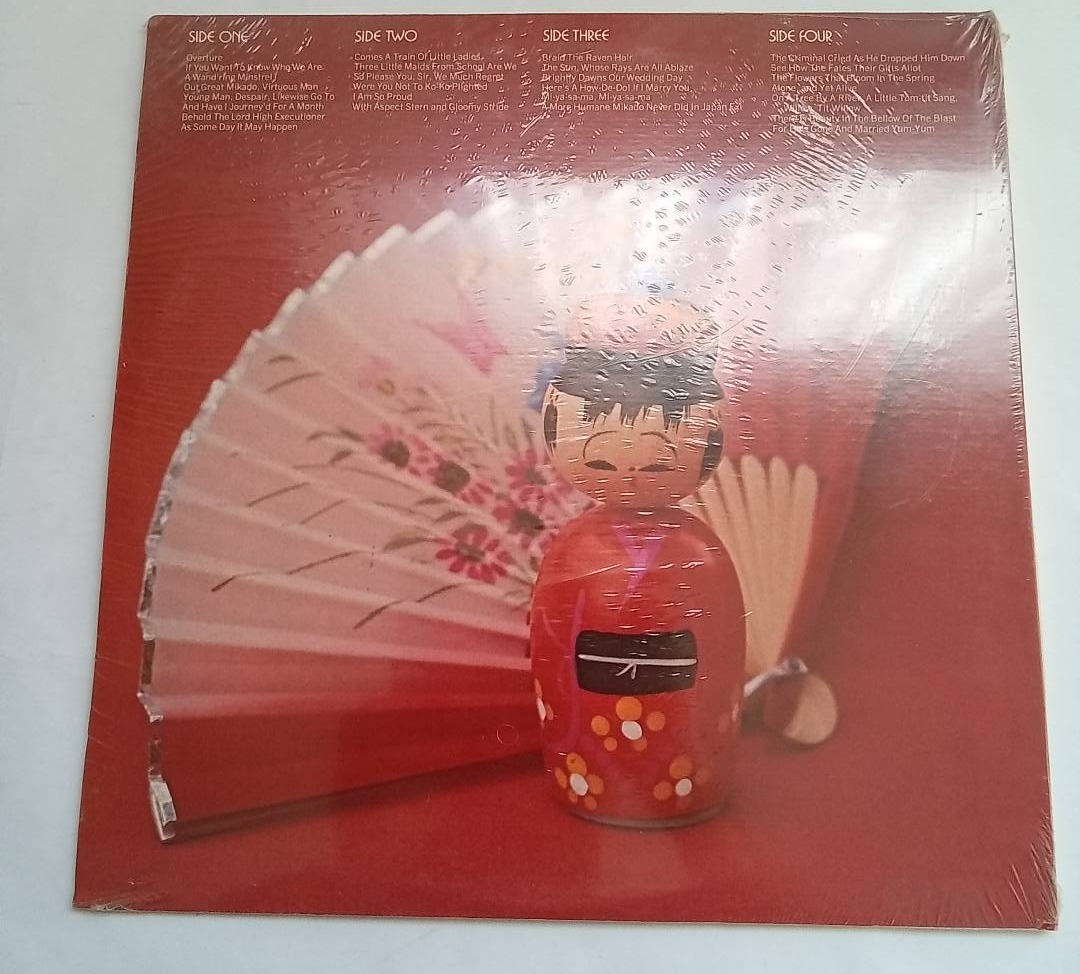 SIDE ONE
Overture
If You Want To Know Who We Are
A Wand'ring Minstrel I
Our Great Mikado, Virtuous Man
Young Man, Despair, Likewise Go To
And Have I Journey'd For A Month
Behold The Lord High Executioner
As Some Day It May Happen
SIDE TWO
Comes A Train Of Little Ladies
Three Little Maids From School Are We
So Please You, Sir, We Much Regret
Were You Not To Ko-Ko Plighted
I Am So Proud
With Aspect Stern and Gloomy Stride
SIDE THREE
Braid The Raven Hair
The Sun, Whose Rays Are All Ablaze
Brightly Dawns Our Wedding Day
Here's A How-De-Do! If I Marry You
Mi-ya-sa-ma, Mi-ya-sa-ma
A More Humane Mikado Never Did In Japan Exist
SIDE FOUR
The Criminal Cried As He Dropped Him Down
See How The Fates Their Gifts Alot
The Flowers That Bloom In The Spring
Alone, and Yet Alive
On A Tree By A River A Little Tom-tit Sang,
Willow, Tit Willow
There Is Beauty In The Bellow Of The Blast
For He's Gone And Married Yum-Yum